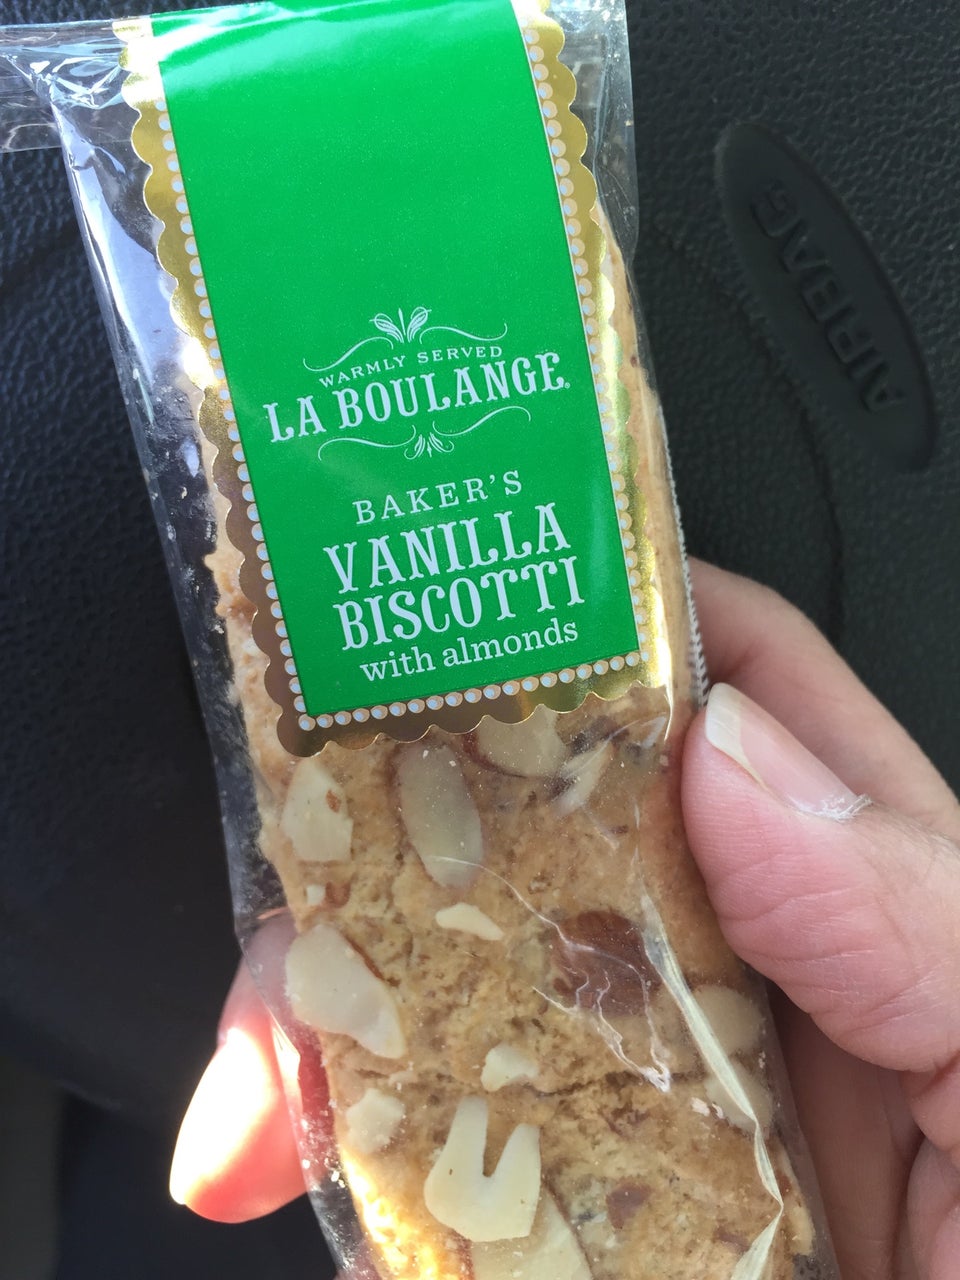 WARMLY SERVED
LA BOULANGE®
BAKER'S
VANILLA
BISCOTTI
with almonds
AIRBAG